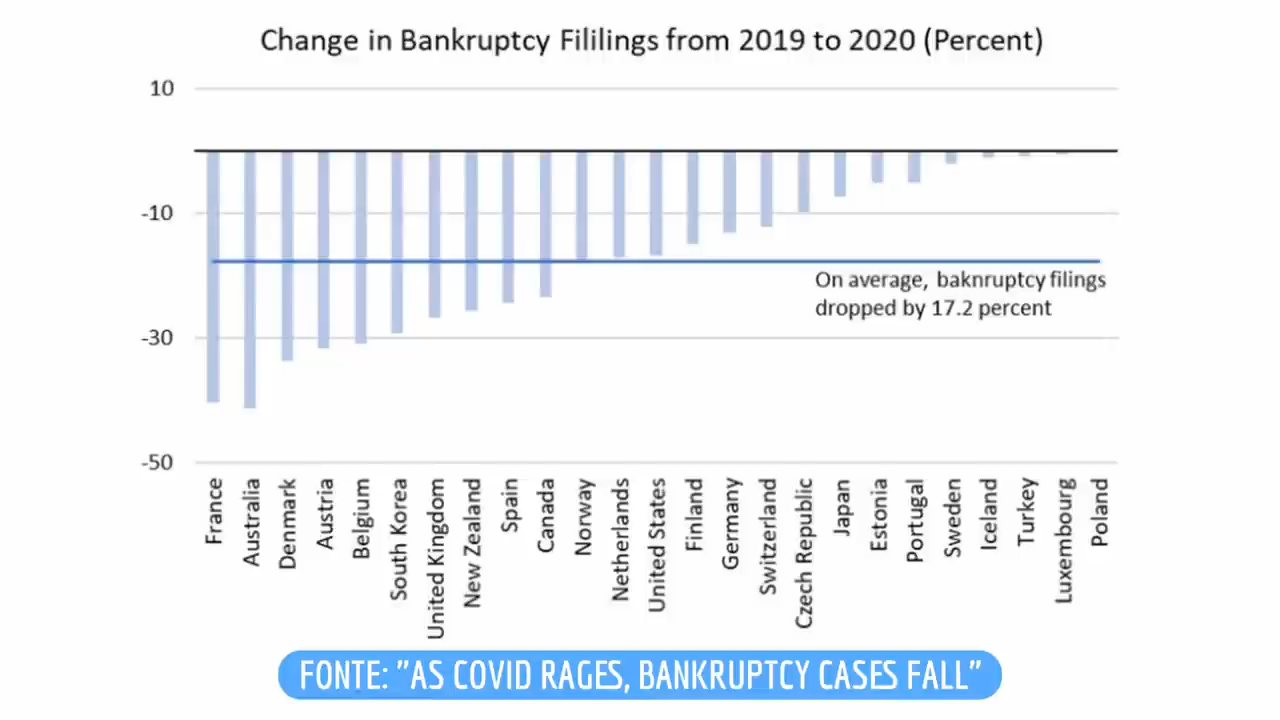 Change in Bankruptcy Fililings from 2019 to 2020 (Percent)
10
-10
-30
-50
On average, baknruptcy filings
dropped by 17.2 percent
France
Australia
Denmark
Austria
Belgium
South Korea
United Kingdom
New Zealand
Spain
Canada
Norway
Netherlands
United States
Finland
Germany
Switzerland
Czech Republic
Japan
Estonia
Portugal
Sweden
Iceland
Turkey
Luxembourg
Poland
FONTE: "AS COVID RAGES, BANKRUPTCY CASES FALL"